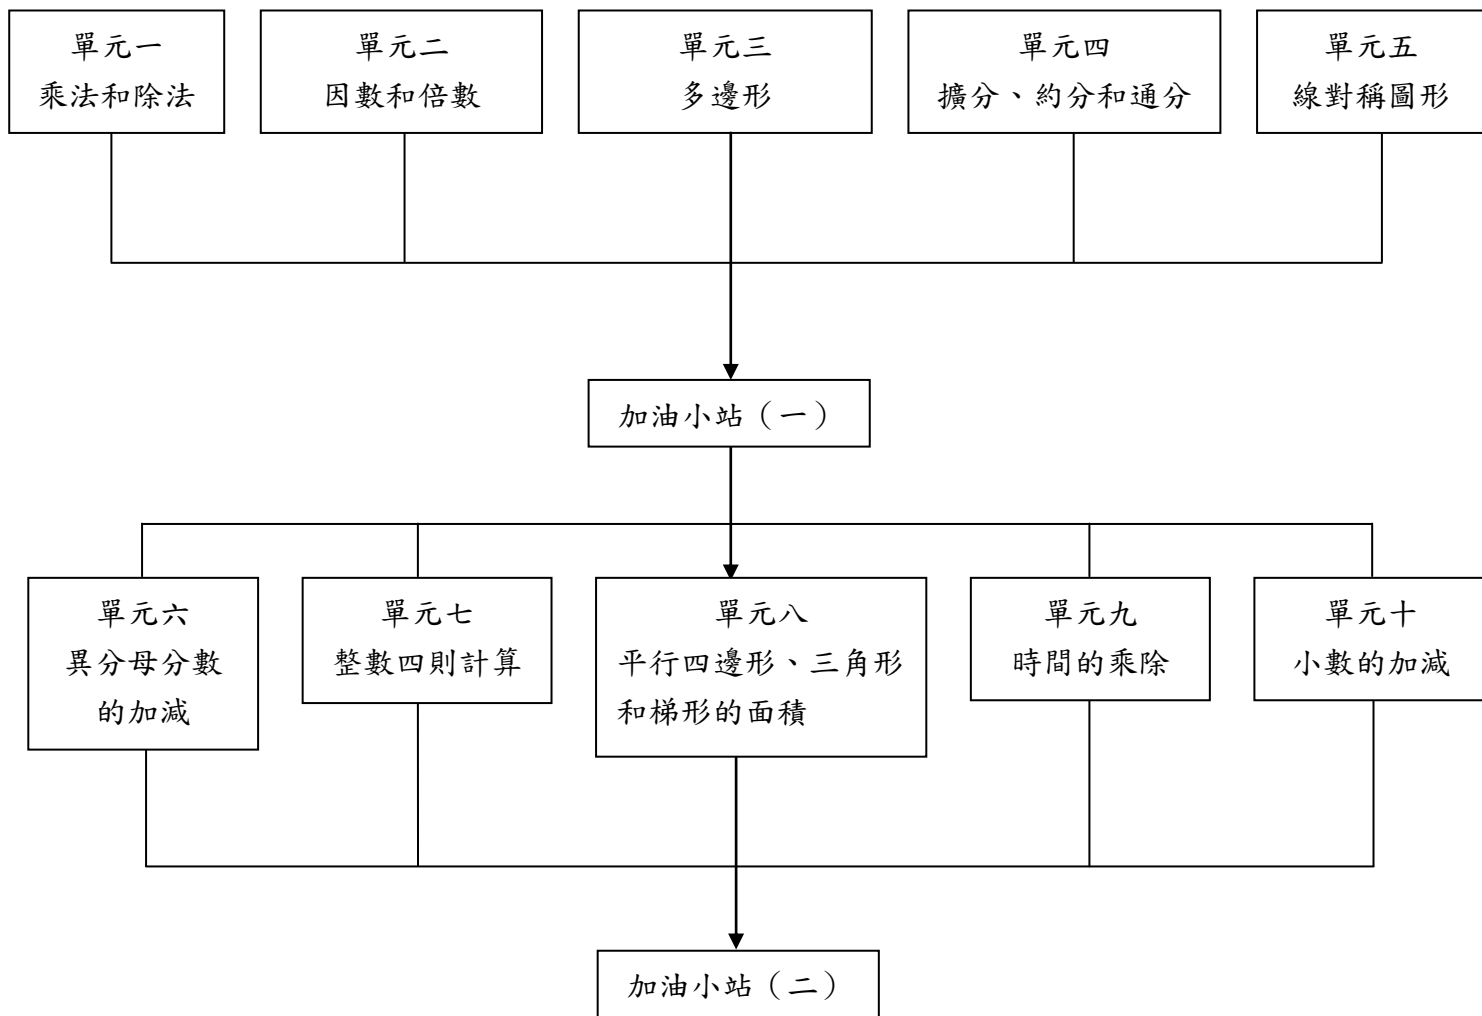 單元一
乘法和除法
單元二
因數和倍數
單元三
多邊形
單元四
擴分、約分和通分
單元五
線對稱圖形
加油小站（一）
單元六
異分母分數
的加減
單元七
整數四則計算
單元八
平行四邊形、三角形
和梯形的面積
單元九
時間的乘除
單元十
小數的加減
加油小站（二）